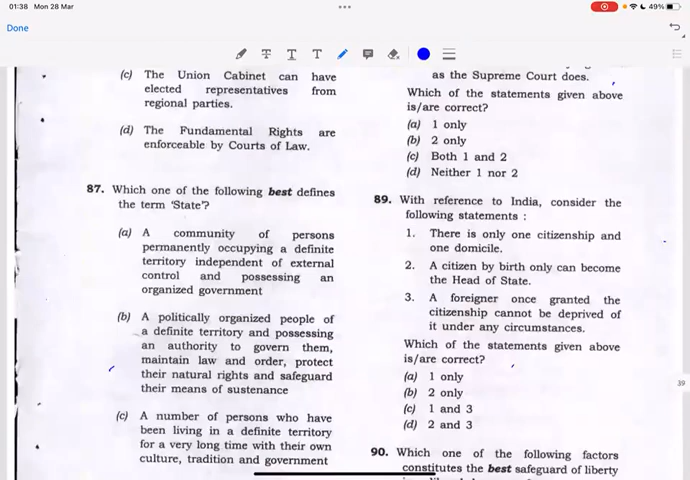 01:38 Mon 28 Mar
49%
Done
(c) The Union Cabinet can have
elected representatives from
regional parties.
(d) The Fundamental Rights are
enforceable by Courts of Law.
87. Which one of the following best defines
the term 'State'?
(a) A community of persons
permanently occupying a definite
territory independent of external
control and possessing an
organized government
(b) A politically organized people of
a definite territory and possessing
an authority to govern them,
maintain law and order, protect
their natural rights and safeguard
their means of sustenance
(c) A number of persons who have
been living in a definite territory
for a very long time with their own
culture, tradition and government
as the Supreme Court does.
Which of the statements given above
is/are correct?
(a) 1 only
(b) 2 only
(c) Both 1 and 2
(d) Neither 1 nor 2
89. With reference to India, consider the
following statements :
1. There is only one citizenship and
one domicile.
2. A citizen by birth only can become
the Head of State.
3. A foreigner once granted the
citizenship cannot be deprived of
it under any circumstances.
Which of the statements given above
is/are correct?
(a) 1 only
(b) 2 only
(c) 1 and 3
(d) 2 and 3
90. Which one of the following factors
constitutes the best safeguard of liberty
39